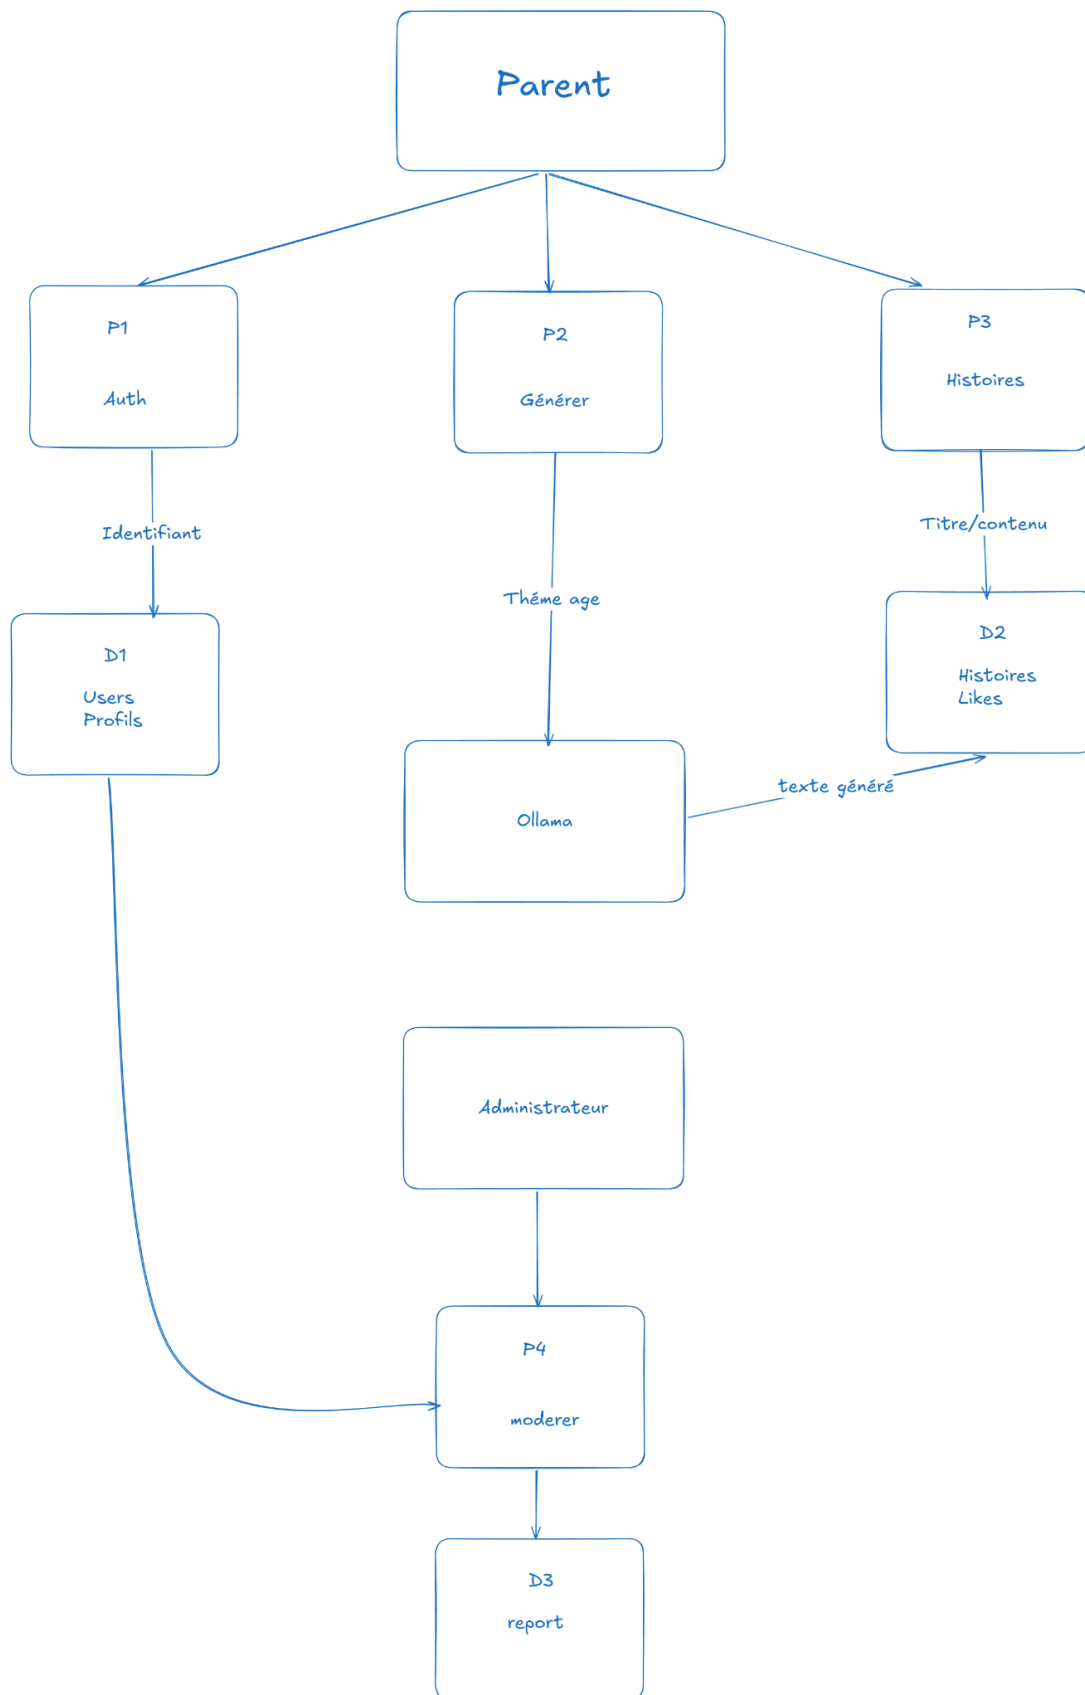 Parent
P1
Auth
P2
Générer
P3
Histoires
Identifiant
Théme age
Titre/contenu
D1
Users
Profils
D2
Histoires
Likes
texte généré
Ollama
Administrateur
P4
moderer
D3
report